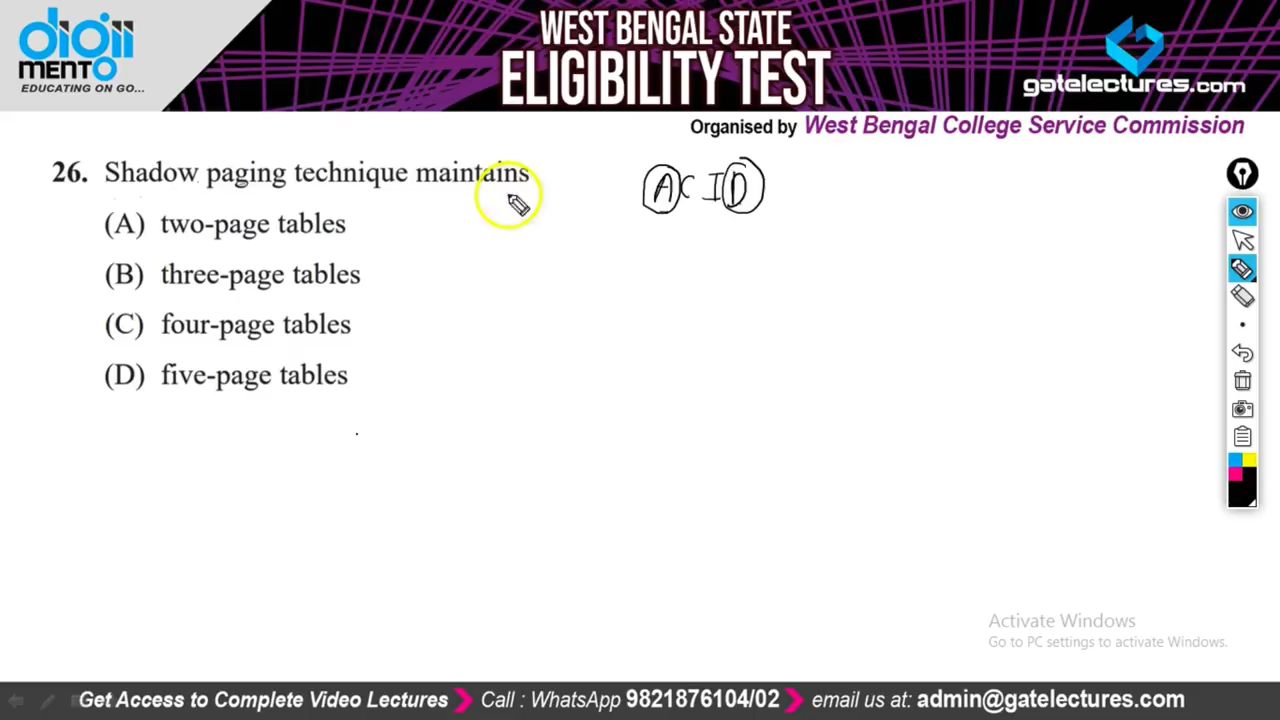 digii
MENTO
EDUCATING ON GO...
WEST BENGAL STATE
ELIGIBILITY TEST
gatelectures.com
Organised by West Bengal College Service Commission
26. Shadow paging technique maintains
(A) two-page tables
(B) three-page tables
(C) four-page tables
(D) five-page tables
ACID
Activate Windows
Go to PC settings to activate Windows.
Get Access to Complete Video Lectures
Call : WhatsApp 9821876104/02
email us at: admin@gatelectures.com